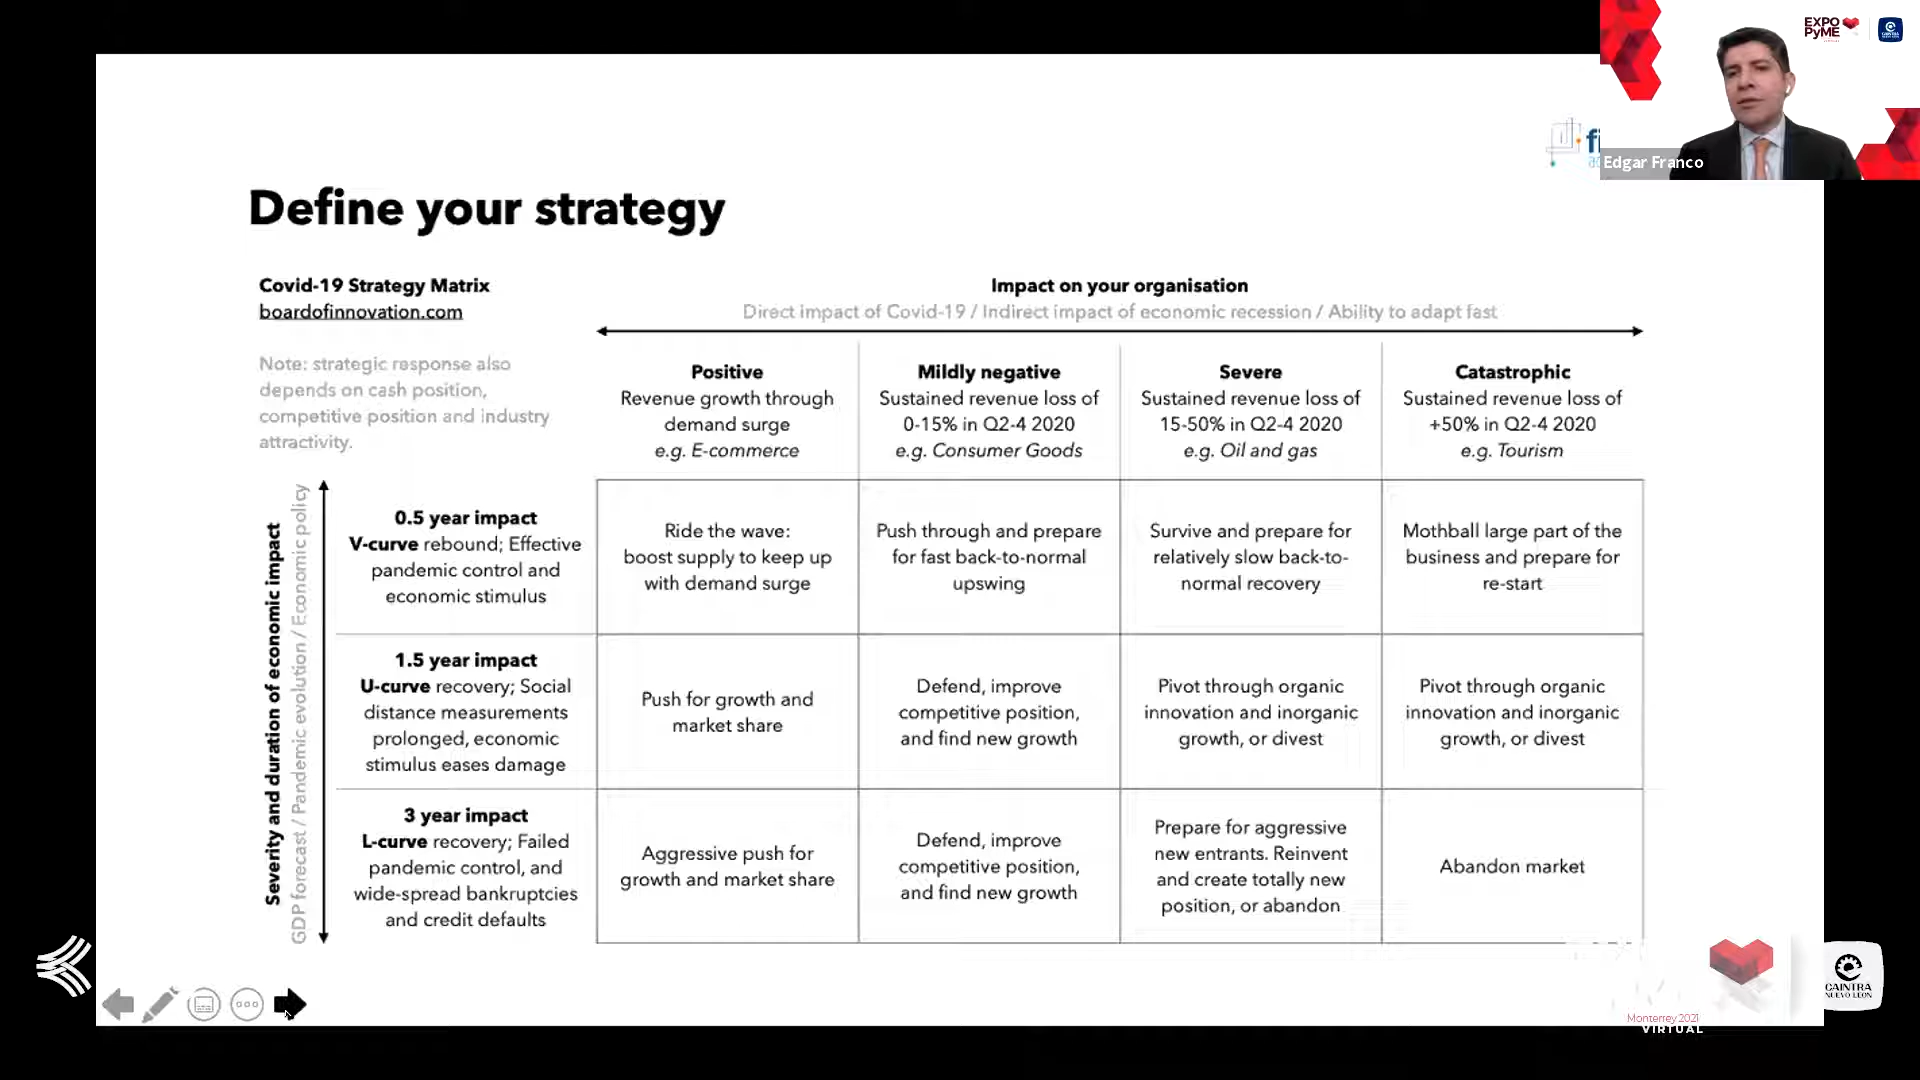 EXPO
PyME
CAINTRA
NUEVO LEÓN
fi
Edgar Franco
Define your strategy
Covid-19 Strategy Matrix
boardofinnovation.com
Note: strategic response also
depends on cash position,
competitive position and industry
attractivity.
Impact on your organisation
Direct impact of Covid-19 / Indirect impact of economic recession / Ability to adapt fast
Positive
Revenue growth through
demand surge
e.g. E-commerce
Mildly negative
Sustained revenue loss of
0-15% in Q2-4 2020
e.g. Consumer Goods
Severe
Sustained revenue loss of
15-50% in Q2-4 2020
e.g. Oil and gas
Catastrophic
Sustained revenue loss of
+50% in Q2-4 2020
e.g. Tourism
Severity and duration of economic impact
GDP forecast / Pandemic evolution / Economic policy
0.5 year impact
V-curve rebound; Effective
pandemic control and
economic stimulus
Ride the wave:
boost supply to keep up
with demand surge
Push through and prepare
for fast back-to-normal
upswing
Survive and prepare for
relatively slow back-to-
normal recovery
Mothball large part of the
business and prepare for
re-start
1.5 year impact
U-curve recovery; Social
distance measurements
prolonged, economic
stimulus eases damage
Push for growth and
market share
Defend, improve
competitive position,
and find new growth
Pivot through organic
innovation and inorganic
growth, or divest
Pivot through organic
innovation and inorganic
growth, or divest
3 year impact
L-curve recovery; Failed
pandemic control, and
wide-spread bankruptcies
and credit defaults
Aggressive push for
growth and market share
Defend, improve
competitive position,
and find new growth
Prepare for aggressive
new entrants. Reinvent
and create totally new
position, or abandon
Abandon market
Monterrey 2021
VIRTUAL
CAINTRA
NUEVO LEÓN